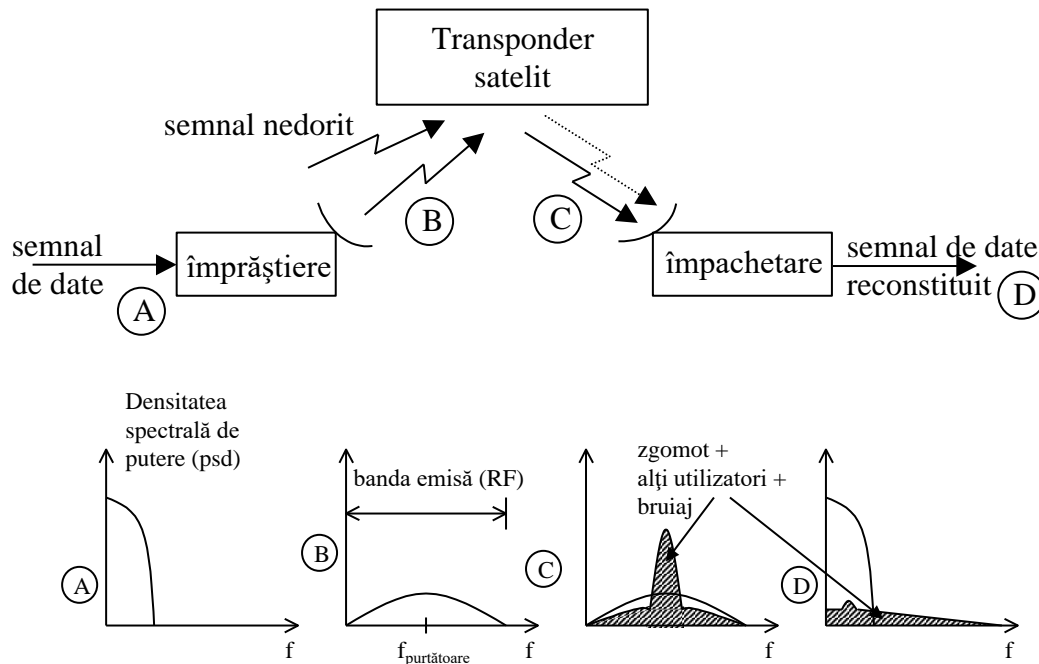 Transponder
satelit
semnal nedorit
B
C
semnal
de date
A
împrăştiere
împachetare
semnal de date
reconstituit
D
Densitatea
spectrală de
putere (psd)
A
f
banda emisă (RF)
B
f purtătoare
f
zgomot +
alţi utilizatori +
bruiaj
C
f
D
f